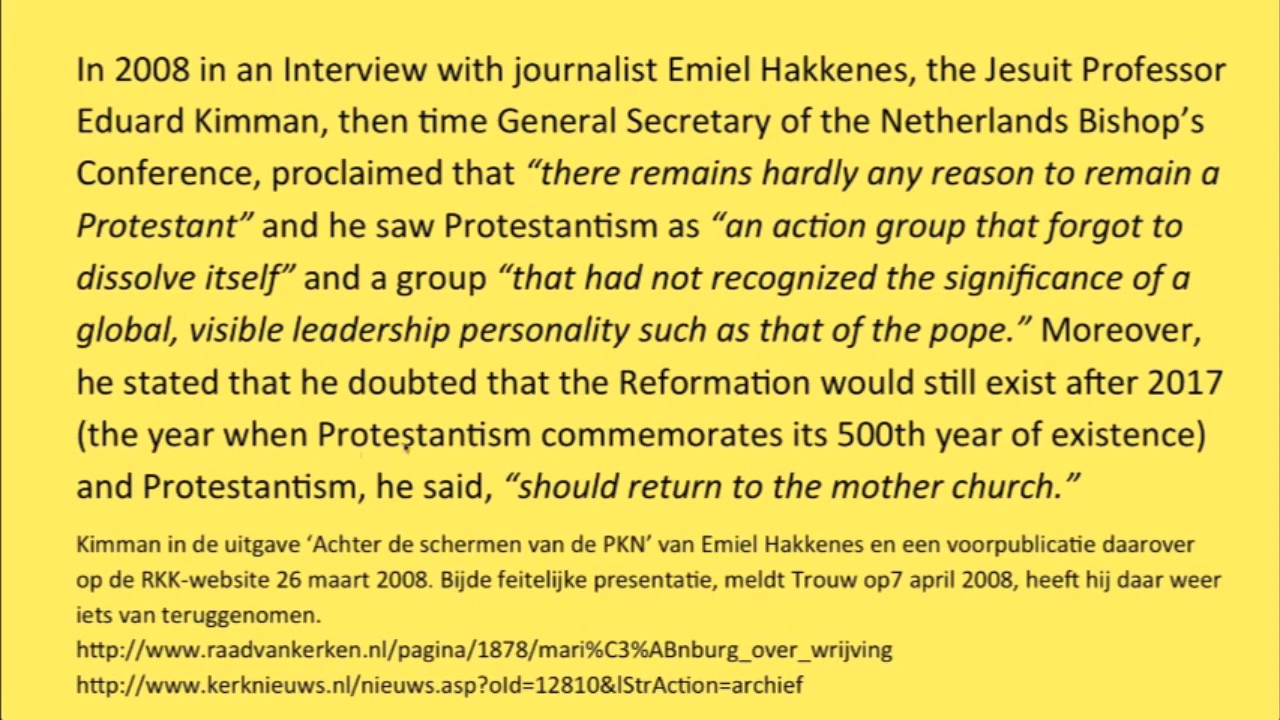 In 2008 in an Interview with journalist Emiel Hakkenes, the Jesuit Professor
Eduard Kimman, then time General Secretary of the Netherlands Bishop’s
Conference, proclaimed that “there remains hardly any reason to remain a
Protestant” and he saw Protestantism as “an action group that forgot to
dissolve itself” and a group “that had not recognized the significance of a
global, visible leadership personality such as that of the pope.” Moreover,
he stated that he doubted that the Reformation would still exist after 2017
(the year when Protestantism commemorates its 500th year of existence)
and Protestantism, he said, “should return to the mother church.”
Kimman in de uitgave ‘Achter de schermen van de PKN’ van Emiel Hakkenes en een voorpublicatie daarover
op de RKK-website 26 maart 2008. Bijde feitelijke presentatie, meldt Trouw op7 april 2008, heeft hij daar weer
iets van teruggenomen.
http://www.raadvankerken.nl/pagina/1878/mari%C3%ABnburg_over_wrijving
http://www.kerknieuws.nl/nieuws.asp?oId=12810&lStrAction=archief